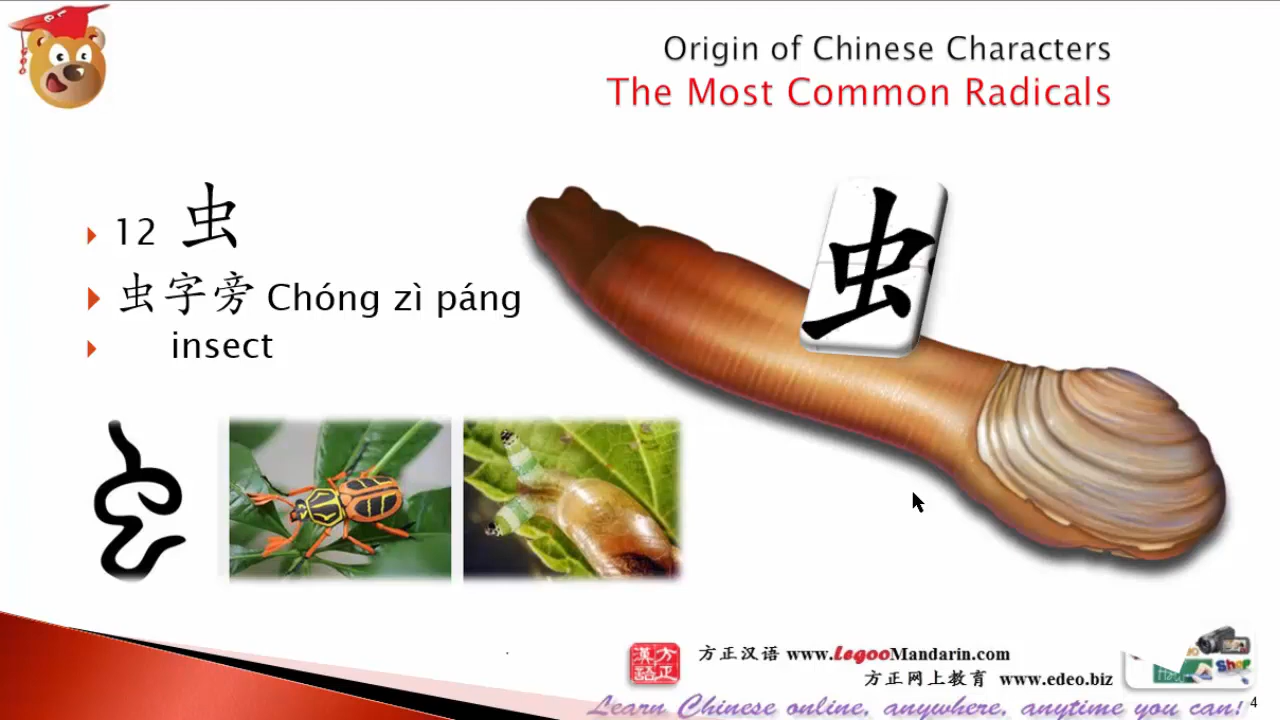 Origin of Chinese Characters
The Most Common Radicals
12 虫
虫字旁 Chóng zì páng
insect
虫
方正汉语 www.LegooMandarin.com
方正网上教育 www.edeo.biz
Shop
Learn Chinese online, anywhere, anytime you can!
4